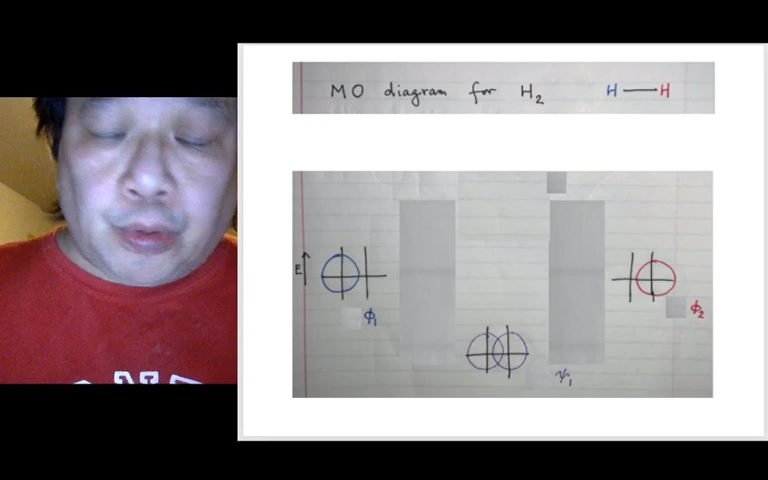 MO diagram for H₂ H — H
E
ϕ₁
ϕ₂
ψ₁